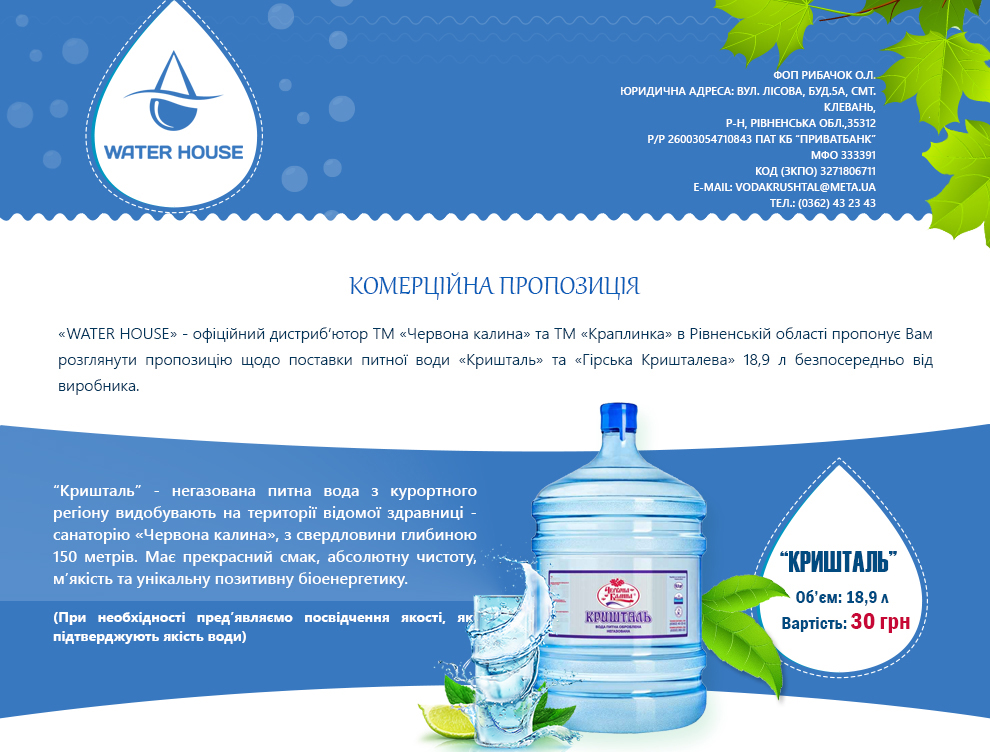 WATER HOUSE
ФОП РИБАЧОК О.Л.
ЮРИДИЧНА АДРЕСА: ВУЛ. ЛІСОВА, БУД.5А, СМТ.
КЛЕВАНЬ,
Р-Н, РІВНЕНСЬКА ОБЛ.,35312
Р/Р 26003054710843 ПАТ КБ "ПРИВАТБАНК"
МФО 333391
КОД (ЗКПО) 3271806711
E-MAIL: VODAKRUSHTAL@META.UA
ТЕЛ.: (0362) 43 23 43
КОМЕРЦІЙНА ПРОПОЗИЦІЯ
«WATER HOUSE» - офіційний дистриб’ютор ТМ «Червона калина» та ТМ «Краплинка» в Рівненській області пропонує Вам
розглянути пропозицію щодо поставки питної води «Кришталь» та «Гірська Кришталева» 18,9 л безпосередньо від
виробника.
“Кришталь” - негазована питна вода з курортного
регіону видобувають на території відомої здравниці -
санаторію «Червона калина», з свердловини глибиною
150 метрів. Має прекрасний смак, абсолютну чистоту,
м’якість та унікальну позитивну біоенергетику.
(При необхідності пред’являємо посвідчення якості, які
підтверджують якість води)
Червона
Калина
КРИШТАЛЬ
ВОДА ПИТНА ОБРОБЛЕНА
НЕГАЗОВАНА
“КРИШТАЛЬ”
Об’єм: 18,9 л
Вартість: 30 грн